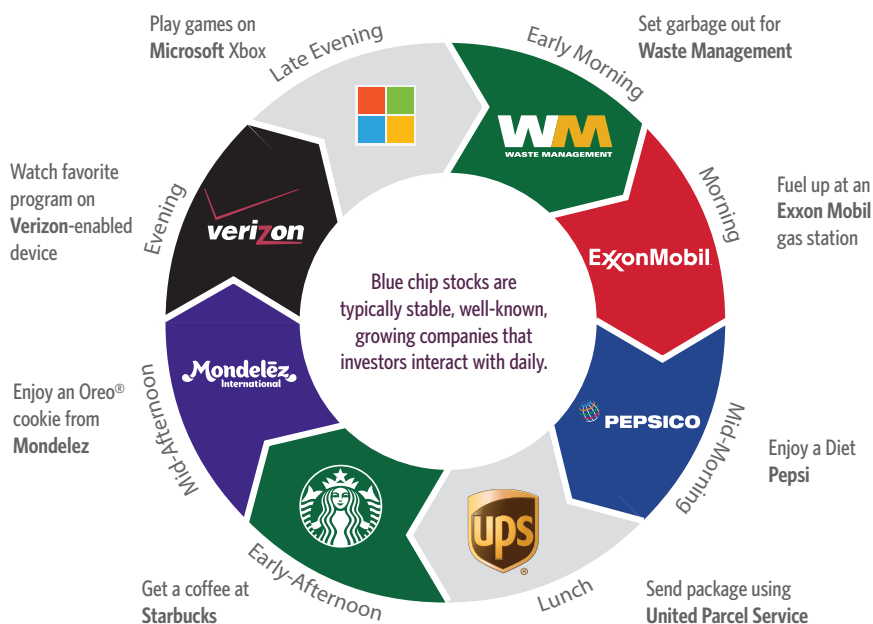 Play games on
Microsoft Xbox
Late Evening
Early Morning
Set garbage out for
Waste Management
WM
WASTE MANAGEMENT
Watch favorite
program on
Verizon-enabled
device
Evening
verizon
Morning
ExxonMobil
Fuel up at an
Exxon Mobil
gas station
Blue chip stocks are
typically stable, well-known,
growing companies that
investors interact with daily.
Enjoy an Oreo®
cookie from
Mondelez
Mid-Afternoon
Mondelēz
International
PEPSICO
Mid-Morning
Enjoy a Diet
Pepsi
Get a coffee at
Starbucks
Early-Afternoon
ups
®
Lunch
Send package using
United Parcel Service